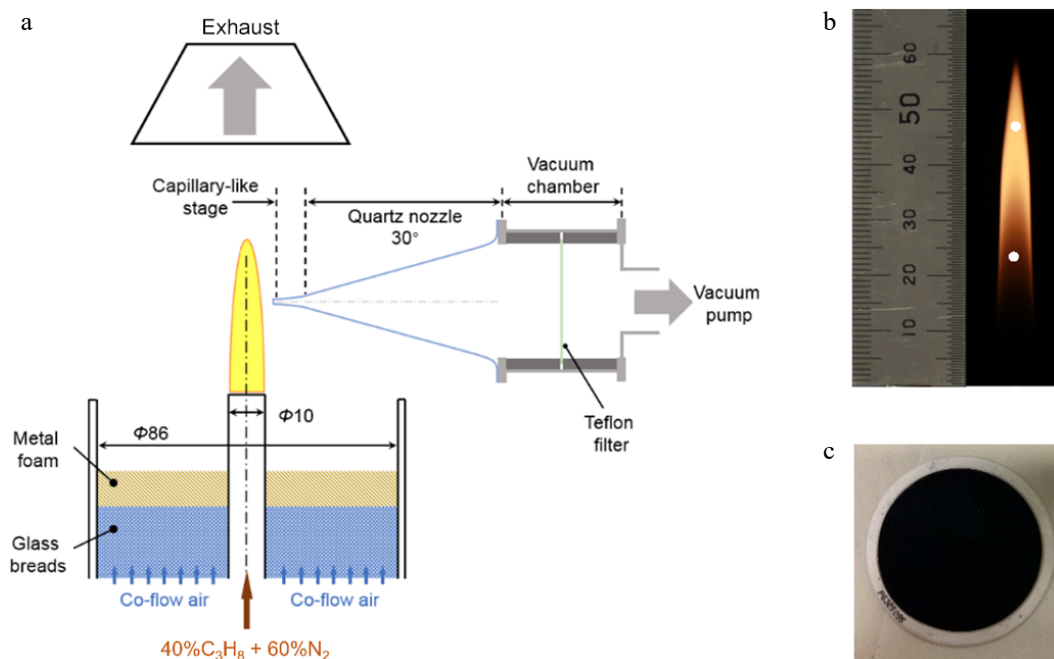 a
Exhaust
Capillary-like
stage
Quartz nozzle
30°
Vacuum
chamber
Vacuum
pump
Teflon
filter
Φ10
Φ86
Metal
foam
Glass
breads
Co-flow air
Co-flow air
40%C₃H₈ + 60%N₂
b
60
50
40
30
20
10
c